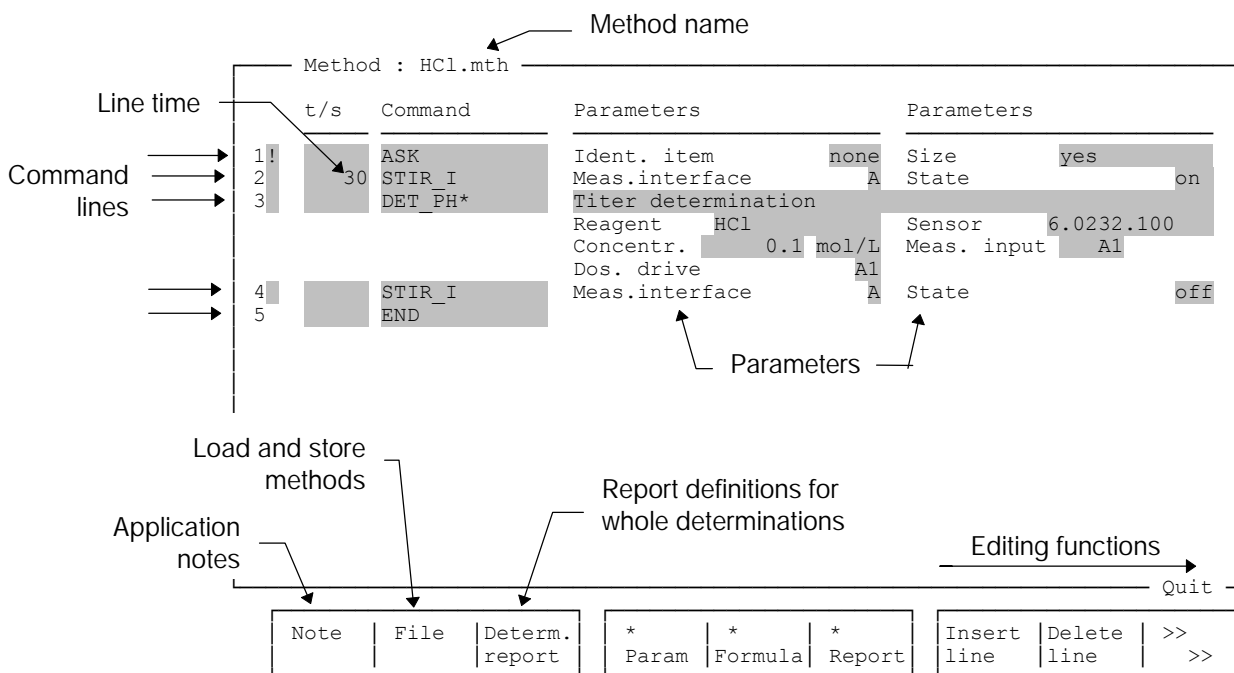 Method name
Method : HCl.mth
Line time
t/s Command Parameters Parameters
1! ASK Ident. item none Size yes
Command lines
2 30 STIR_I Meas.interface A State on
3 DET_PH* Titer determination
Reagent HCl Sensor 6.0232.100
Concentr. 0.1 mol/L Meas. input A1
Dos. drive A1
4 STIR_I Meas.interface A State off
5 END
Parameters
Load and store
methods
Report definitions for
whole determinations
Application
notes
Editing functions
Quit
Note File Determ. * * * Insert Delete >>
report Param Formula Report line line >>